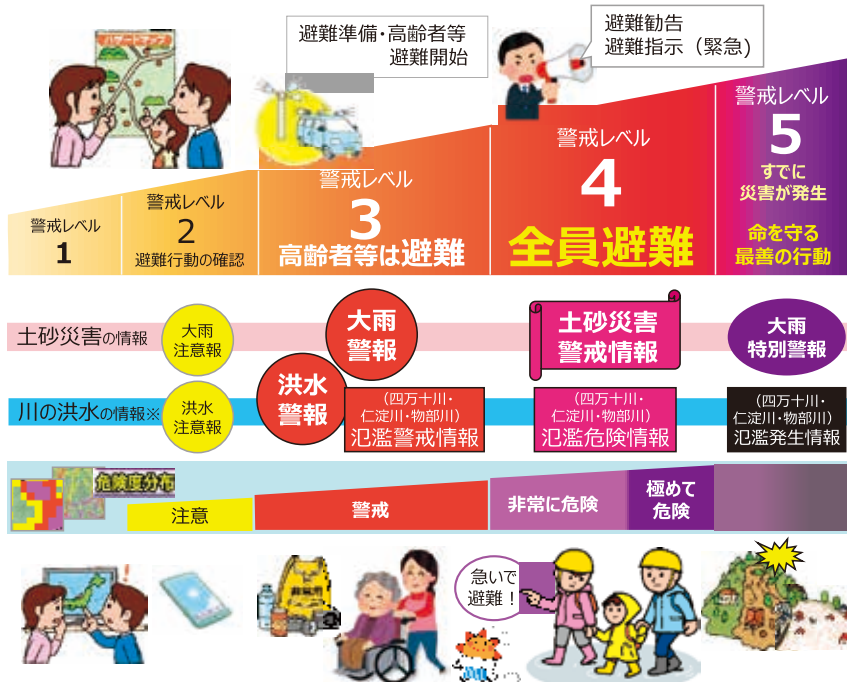 ハザードマップ
避難準備・高齢者等
避難開始
避難勧告
避難指示（緊急）
警戒レベル
1
警戒レベル
2
避難行動の確認
警戒レベル
3
高齢者等は避難
警戒レベル
4
全員避難
警戒レベル
5
すでに
災害が発生
命を守る
最善の行動
土砂災害の情報
大雨
注意報
大雨
警報
土砂災害
警戒情報
大雨
特別警報
川の洪水の情報※
洪水
注意報
洪水
警報
（四万十川・
仁淀川・物部川）
氾濫警戒情報
（四万十川・
仁淀川・物部川）
氾濫危険情報
（四万十川・
仁淀川・物部川）
氾濫発生情報
危険度分布
注意
警戒
非常に危険
極めて
危険
!
非常用
急いで
避難！